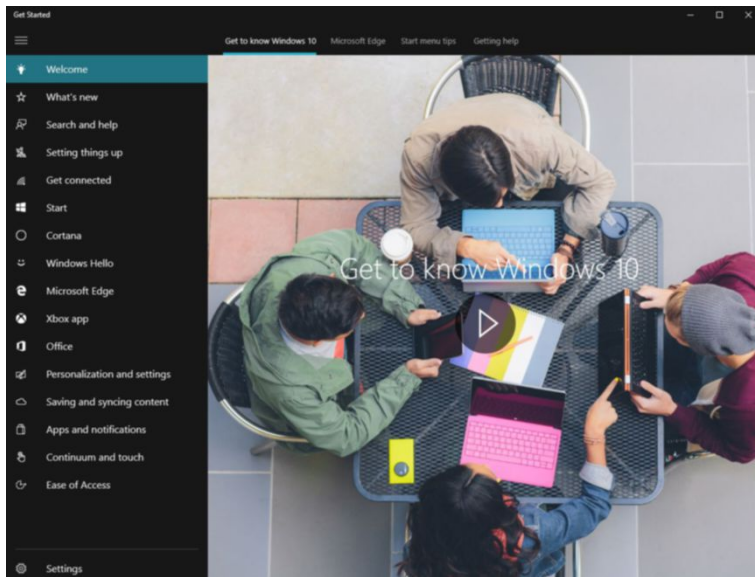 Get Started
Get to know Windows 10
Microsoft Edge
Start menu tips
Getting help
Welcome
What's new
Search and help
Setting things up
Get connected
Start
Cortana
Windows Hello
Microsoft Edge
Xbox app
Office
Personalization and settings
Saving and syncing content
Apps and notifications
Continuum and touch
Ease of Access
Settings
Get to know Windows 10